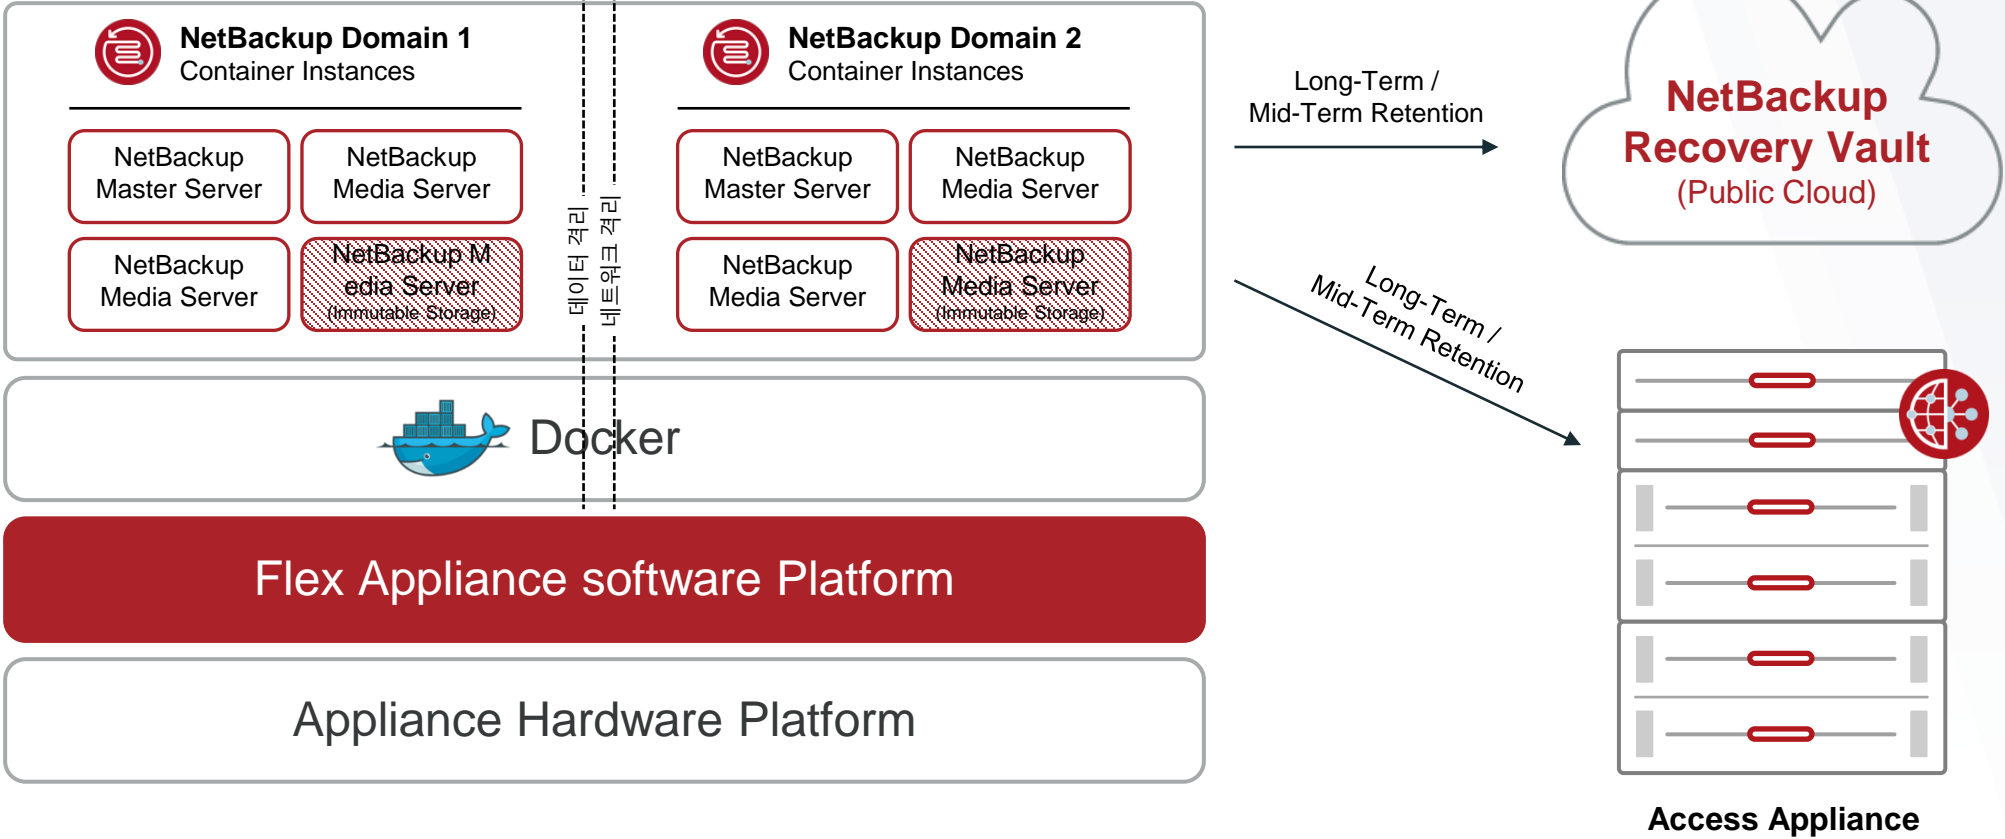 NetBackup Domain 1
Container Instances
NetBackup
Master Server
NetBackup
Media Server
NetBackup
Media Server
NetBackup M
edia Server
(Immutable Storage)
데이터 격리
네트워크 격리
NetBackup Domain 2
Container Instances
NetBackup
Master Server
NetBackup
Media Server
NetBackup
Media Server
NetBackup
Media Server
(Immutable Storage)
Docker
Flex Appliance software Platform
Appliance Hardware Platform
Long-Term /
Mid-Term Retention
NetBackup
Recovery Vault
(Public Cloud)
Long-Term /
Mid-Term Retention
Access Appliance